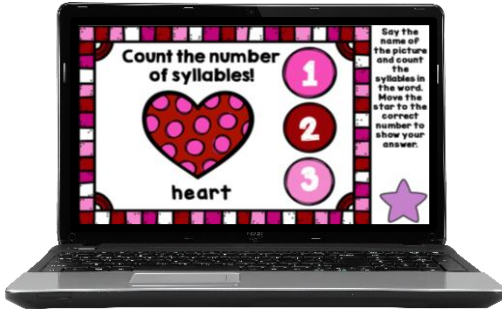 Count the number
of syllables!
1
2
3
heart
Say the
name of
the picture
and count
the
syllables in
the word.
Move the
star to the
correct
number to
show your
answer.